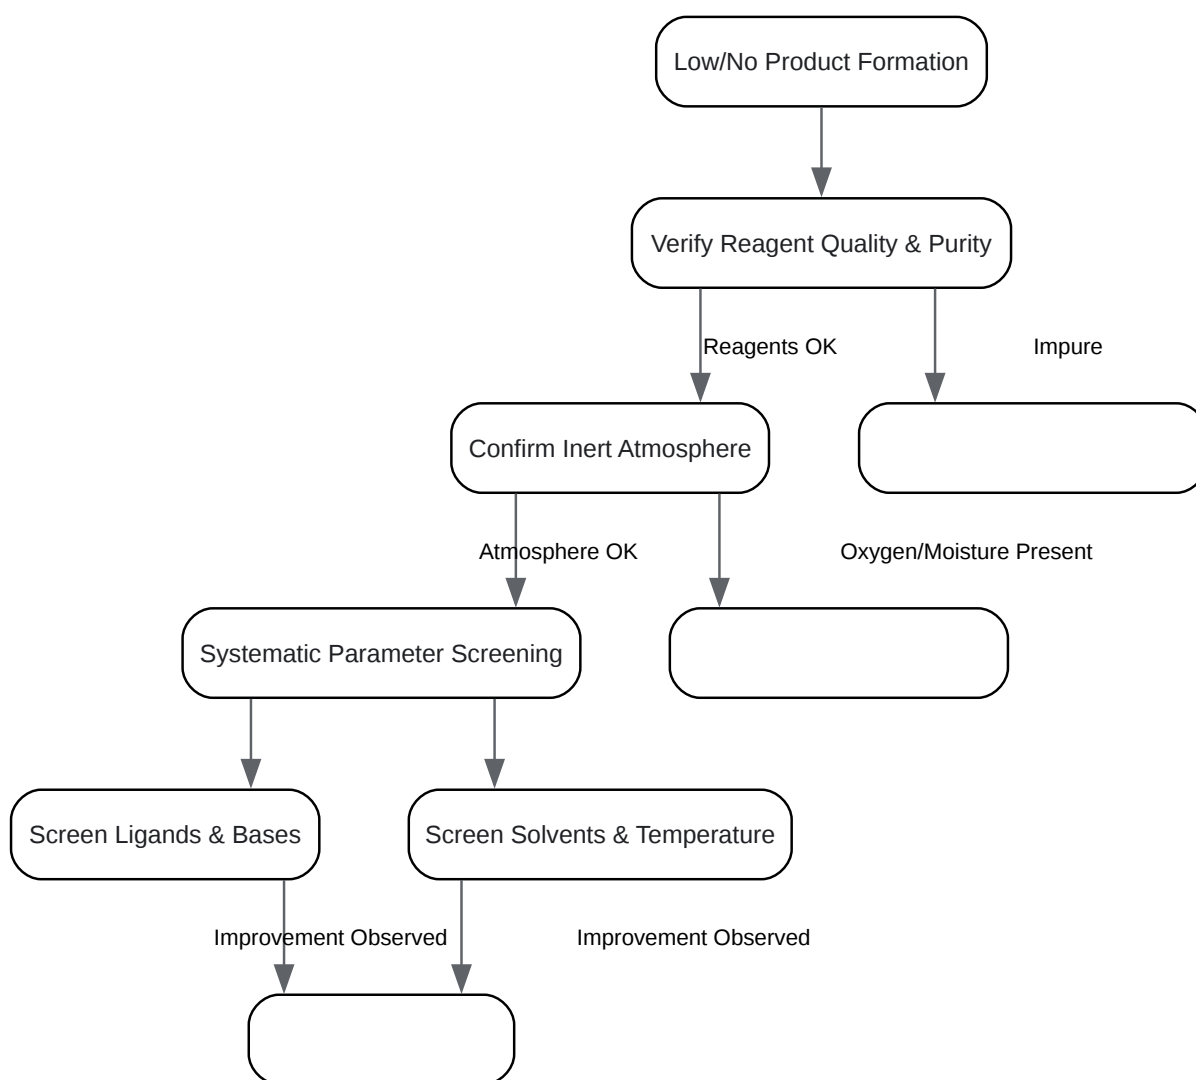 Low/No Product Formation
Verify Reagent Quality & Purity
Reagents OK
Impure
Confirm Inert Atmosphere
Atmosphere OK
Oxygen/Moisture Present
Systematic Parameter Screening
Screen Ligands & Bases
Screen Solvents & Temperature
Improvement Observed
Improvement Observed